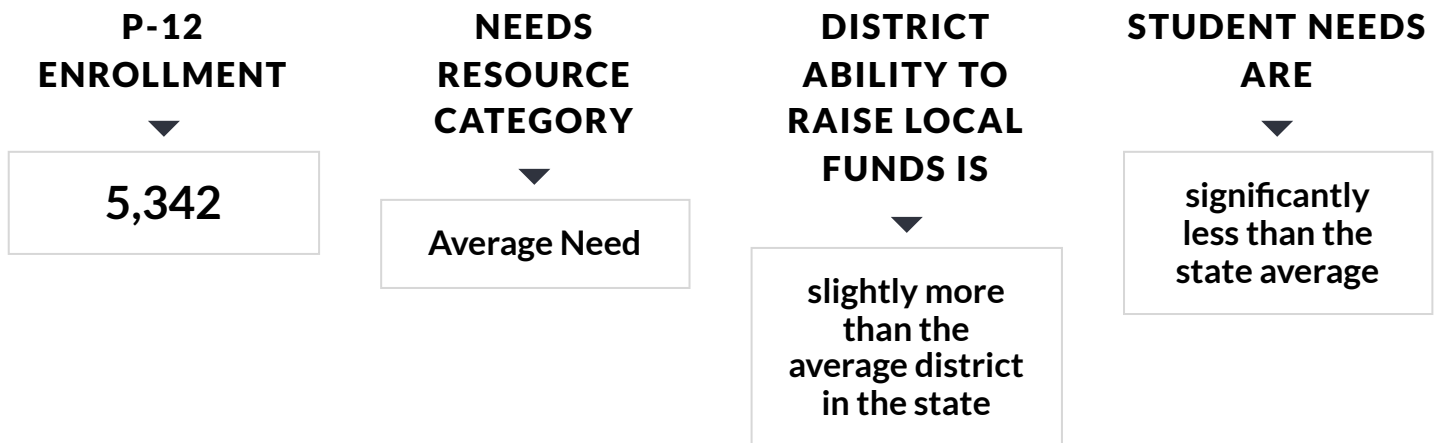 P-12
ENROLLMENT
5,342
NEEDS
RESOURCE
CATEGORY
Average Need
DISTRICT
ABILITY TO
RAISE LOCAL
FUNDS IS
slightly more
than the
average district
in the state
STUDENT NEEDS
ARE
significantly
less than the
state average